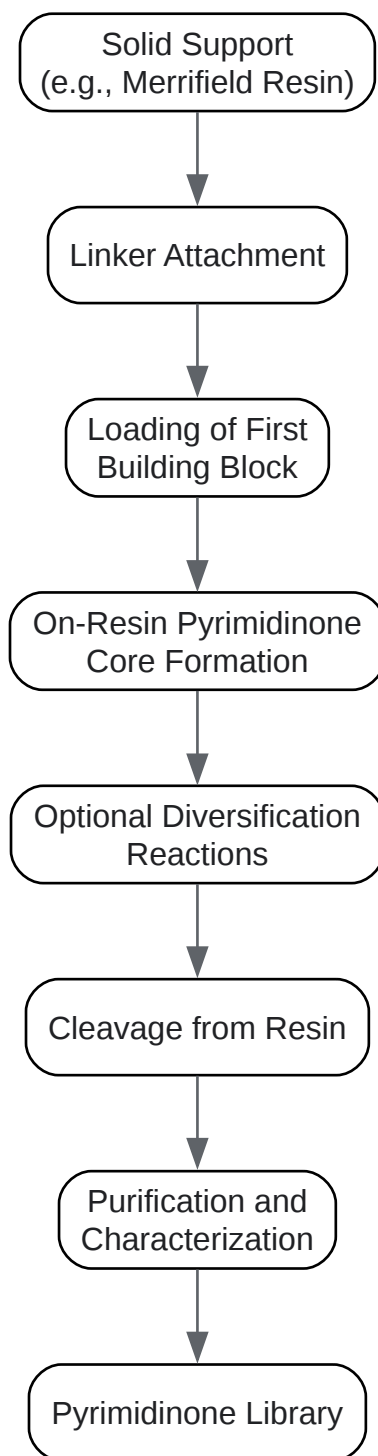 Solid Support
(e.g., Merrifield Resin)
Linker Attachment
Loading of First
Building Block
On-Resin Pyrimidinone
Core Formation
Optional Diversification
Reactions
Cleavage from Resin
Purification and
Characterization
Pyrimidinone Library